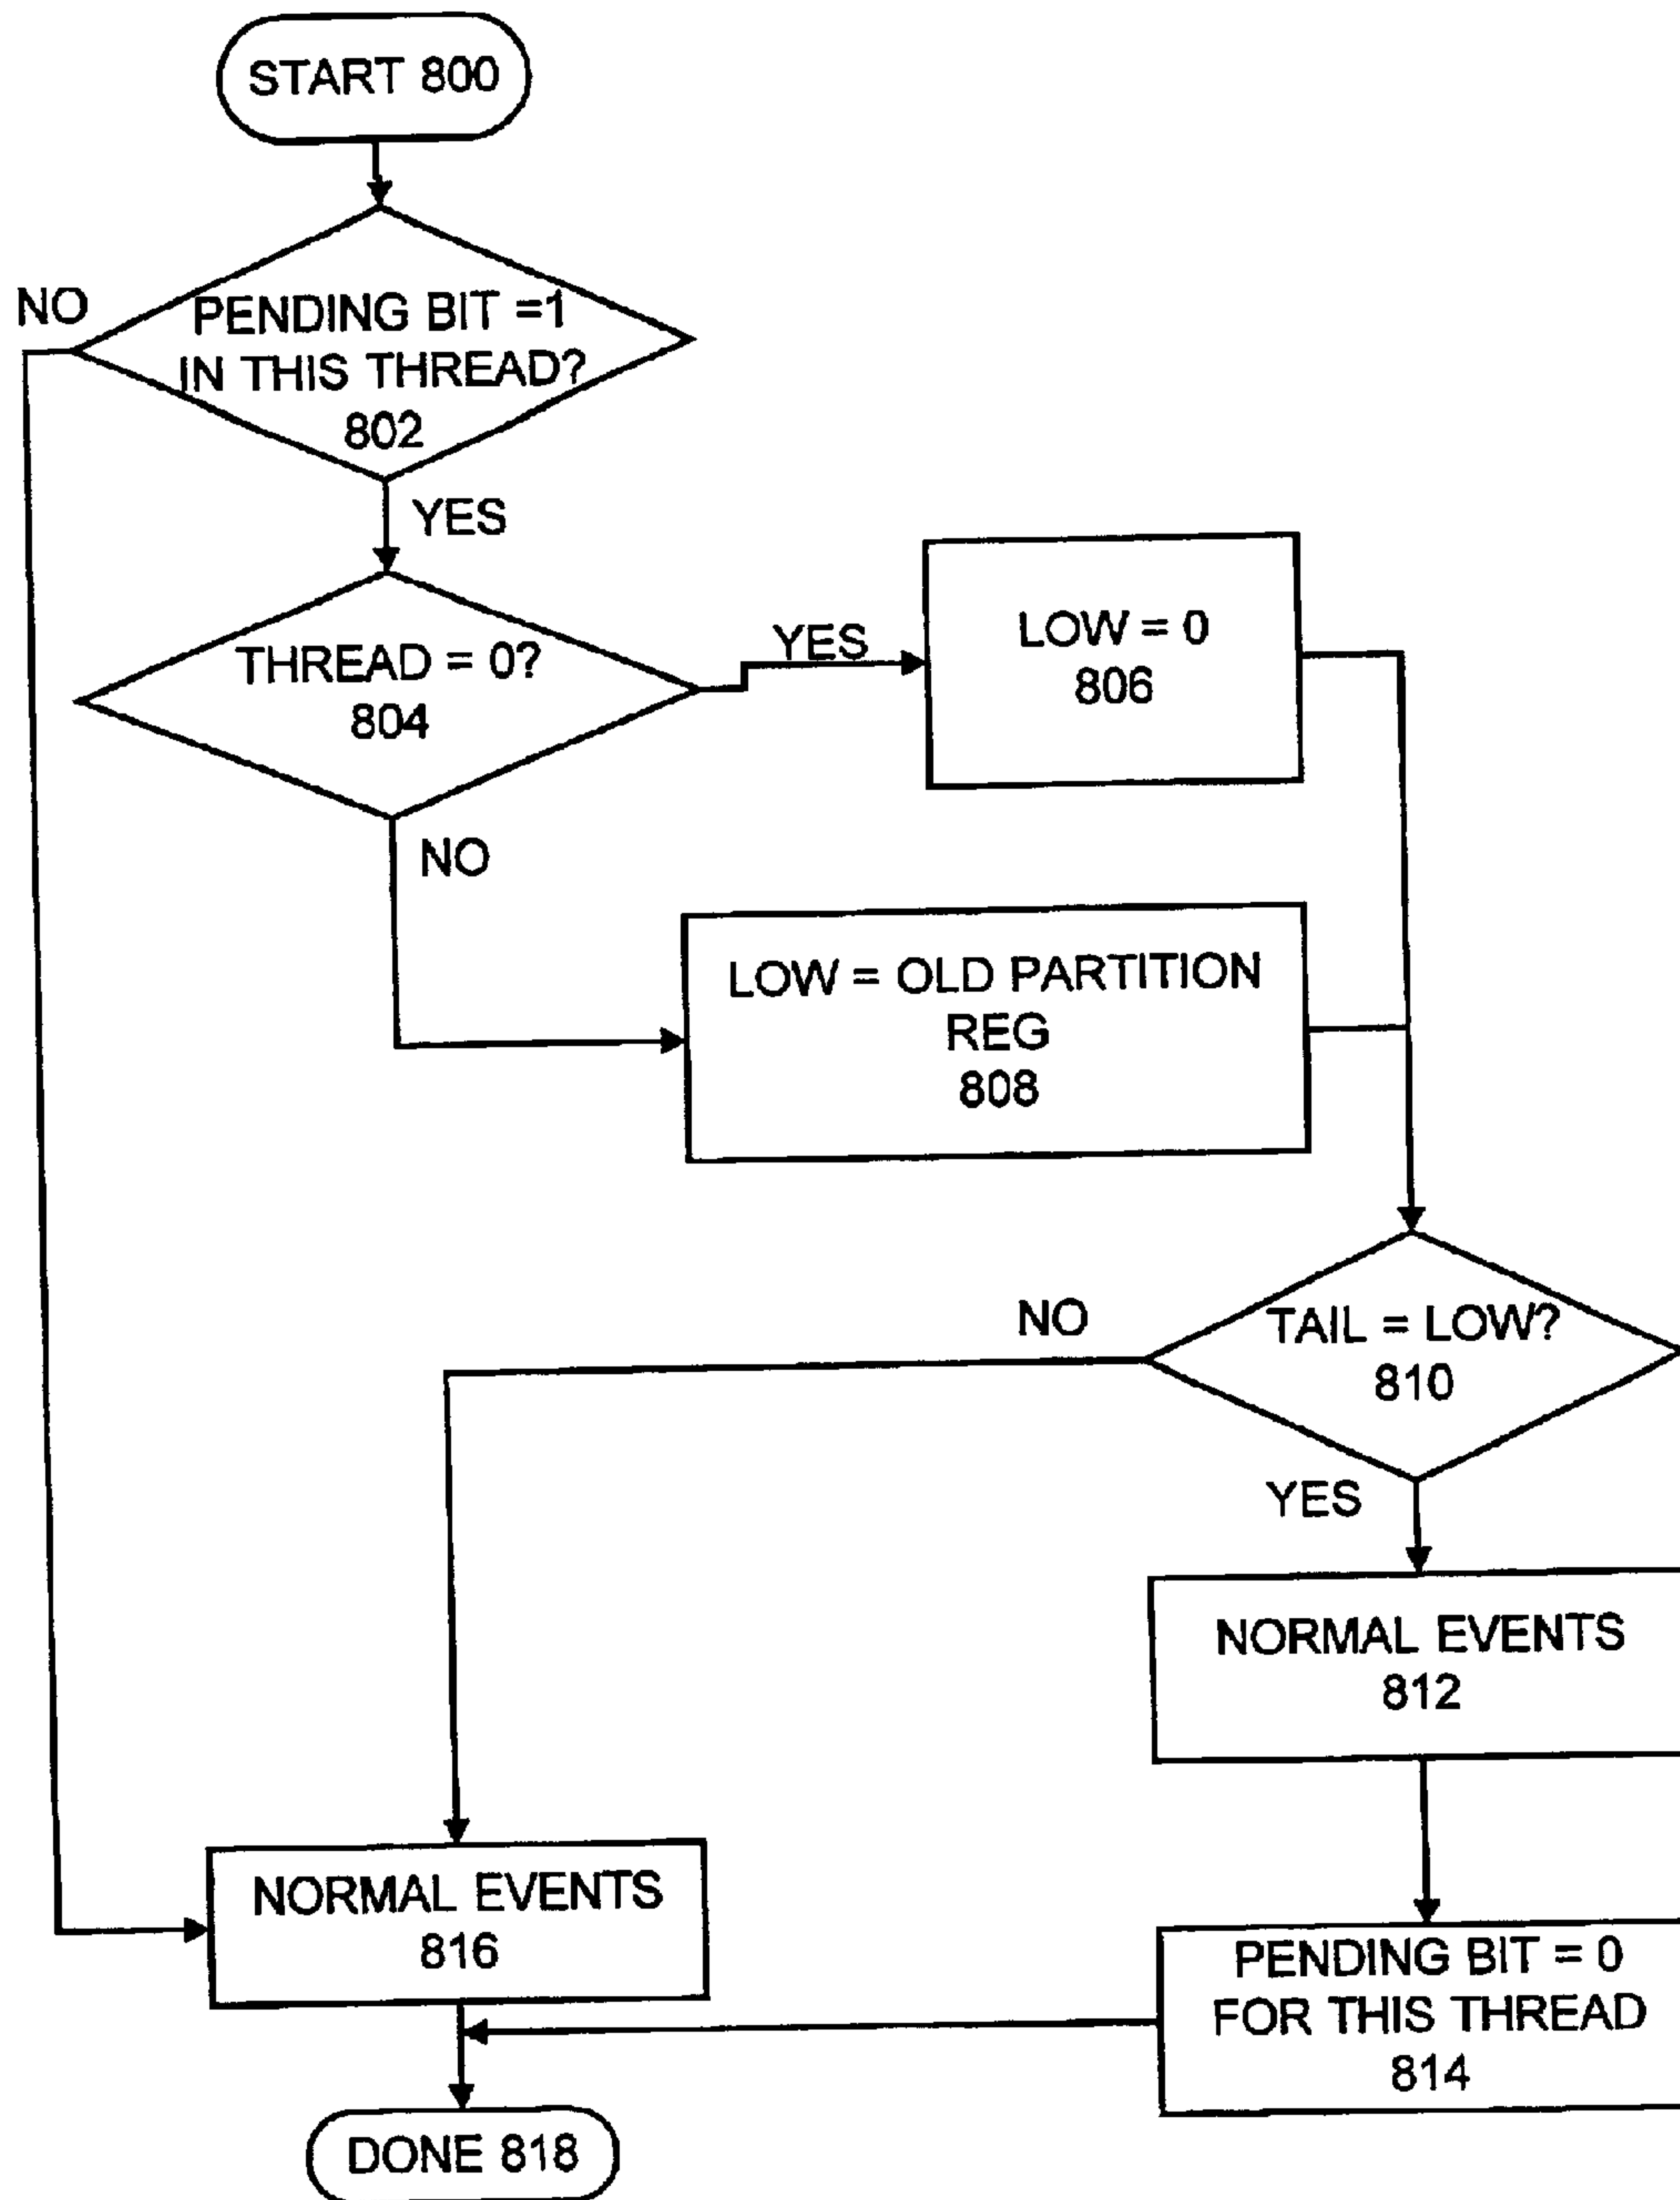 START 800
NO
PENDING BIT =1
IN THIS THREAD?
802
YES
THREAD = 0?
804
YES
LOW = 0
806
NO
LOW = OLD PARTITION
REG
808
NO
TAIL = LOW?
810
YES
NORMAL EVENTS
812
NORMAL EVENTS
816
PENDING BIT = 0
FOR THIS THREAD
814
DONE 818